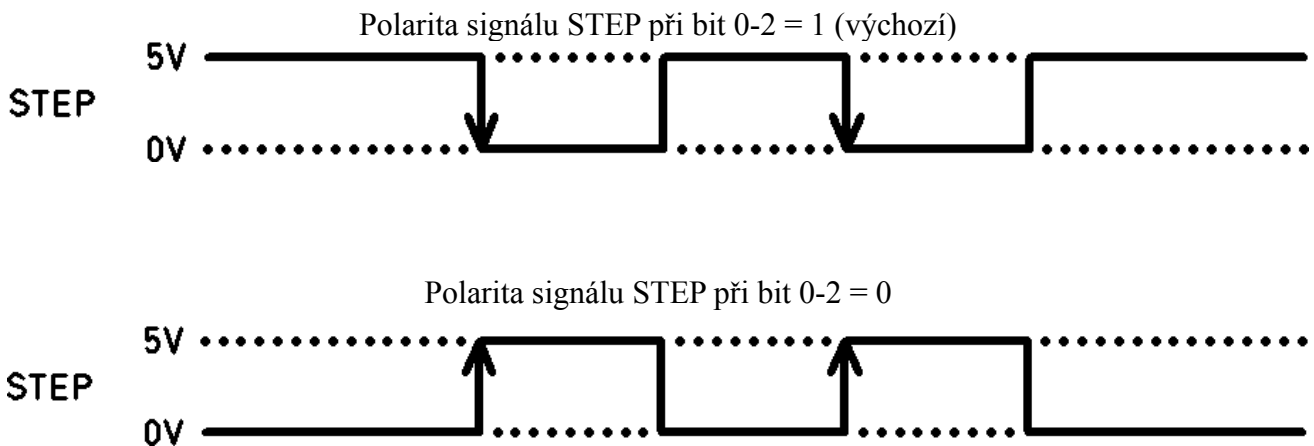 Polarita signálu STEP při bit 0-2 = 1 (výchozí)
5V
STEP
0V
Polarita signálu STEP při bit 0-2 = 0
5V
STEP
0V